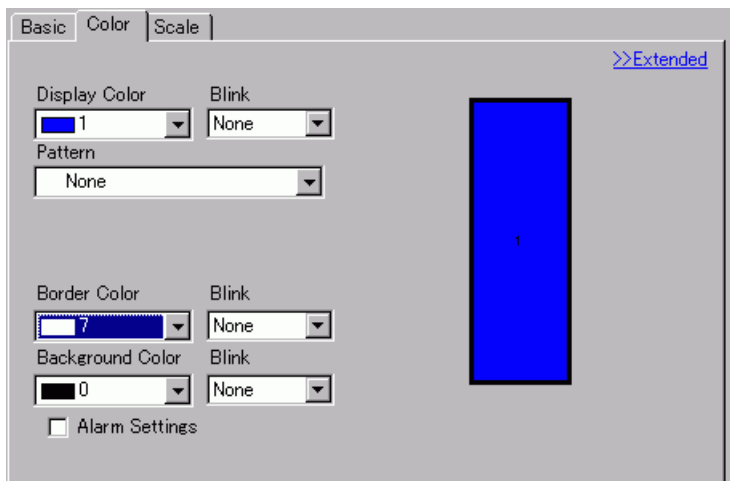 Basic Color Scale
>>Extended
Display Color Blink
1 None
Pattern
None
1
Border Color Blink
7 None
Background Color Blink
0 None
Alarm Settings